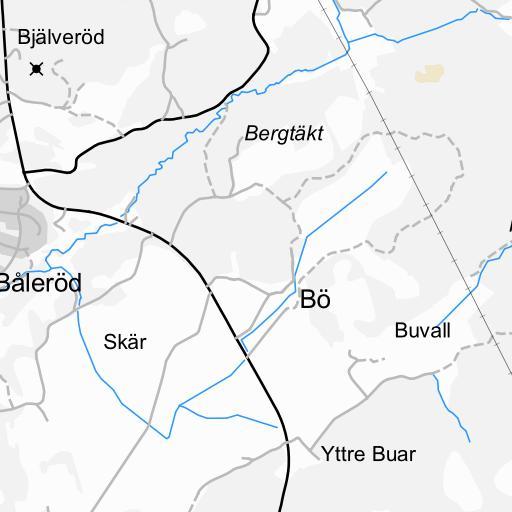 Bjälveröd
Bergtäkt
Båleröd
Bö
Buvall
Skär
Yttre Buar